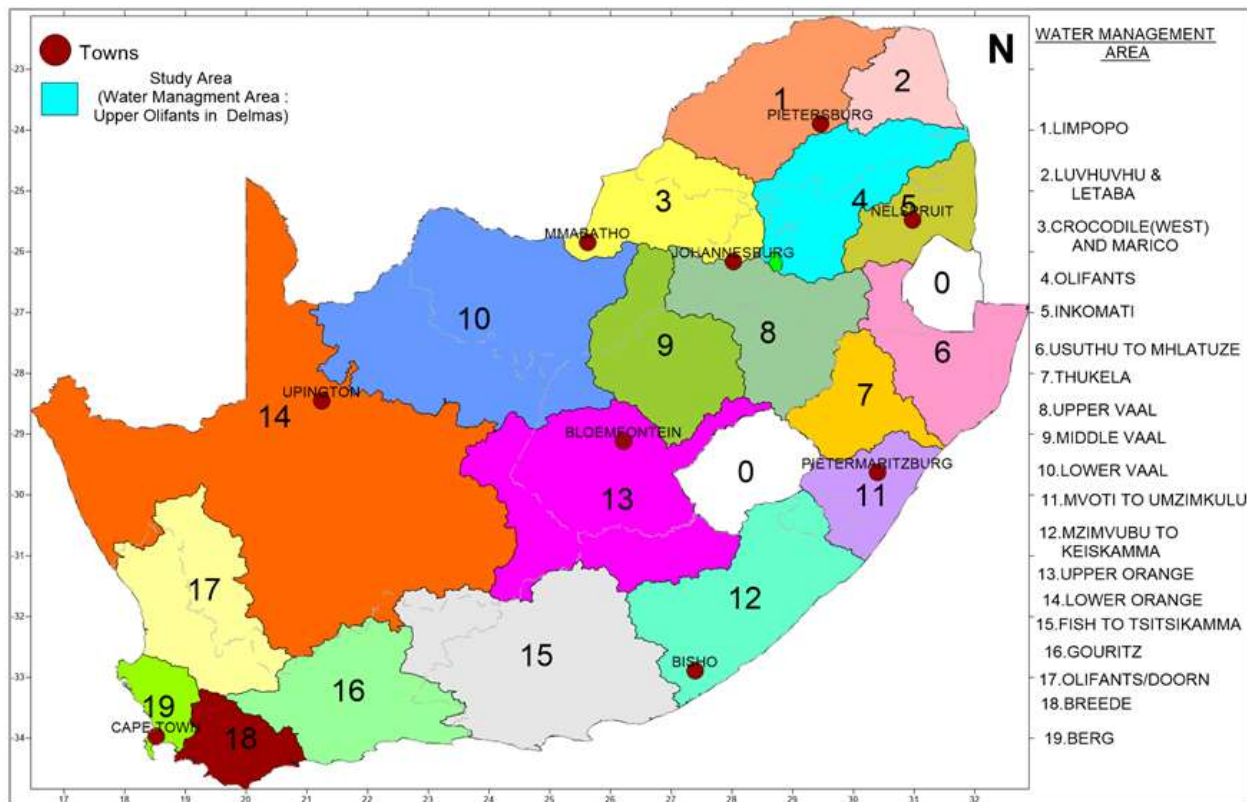 Towns
Study Area
(Water Managment Area :
Upper Olifants in Delmas)
N
WATER MANAGEMENT
AREA
1.LIMPOPO
2.LUVHUVHU &
LETABA
3.CROCODILE(WEST)
AND MARICO
4.OLIFANTS
5.INKOMATI
6.USUTHU TO MHLATUZE
7.THUKELA
8.UPPER VAAL
9.MIDDLE VAAL
10.LOWER VAAL
11.MVOTI TO UMZIMKULU
12.MZIMVUBU TO
KEISKAMMA
13.UPPER ORANGE
14.LOWER ORANGE
15.FISH TO TSITSIKAMMA
16.GOURITZ
17.OLIFANTS/DOORN
18.BREEDE
19.BERG
1
2
PIETERSBURG
3
4
5
NELSPRUIT
MMABATHO
JOHANNESBURG
0
10
9
8
6
7
UPINGTON
14
BLOEMFONTEIN
0
PIETERMARITZBURG
11
13
17
12
15
BISHO
16
19
CAPE TOWN
18
-23
-24
-25
-26
-27
-28
-29
-30
-31
-32
-33
-34
17 18 19 20 21 22 23 24 25 26 27 28 29 30 31 32